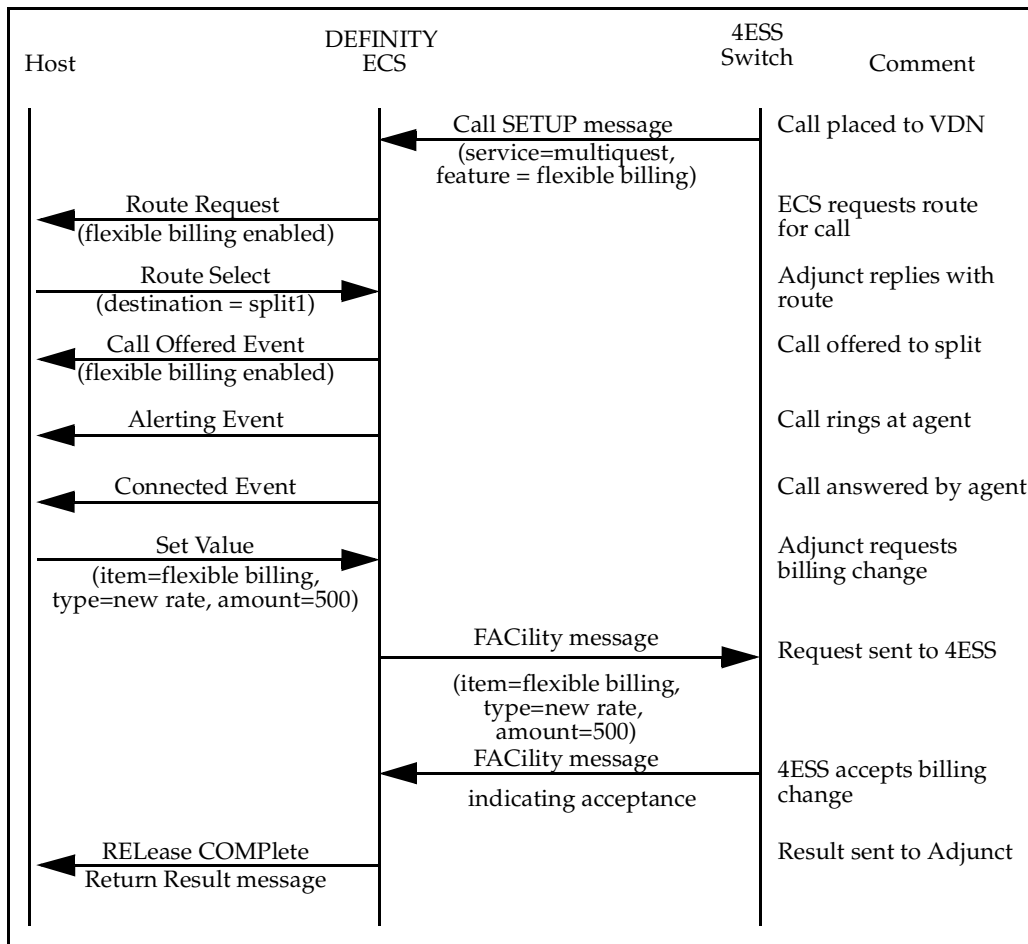 Host
DEFINITY
ECS
4ESS
Switch
Comment
Call SETUP message
(service=multiquest,
feature = flexible billing)
Call placed to VDN
Route Request
(flexible billing enabled)
ECS requests route
for call
Route Select
(destination = split1)
Adjunct replies with
route
Call Offered Event
(flexible billing enabled)
Call offered to split
Alerting Event
Call rings at agent
Connected Event
Call answered by agent
Set Value
(item=flexible billing,
type=new rate, amount=500)
Adjunct requests
billing change
FACility message
(item=flexible billing,
type=new rate,
amount=500)
Request sent to 4ESS
FACility message
indicating acceptance
4ESS accepts billing
change
RELease COMPlete
Return Result message
Result sent to Adjunct